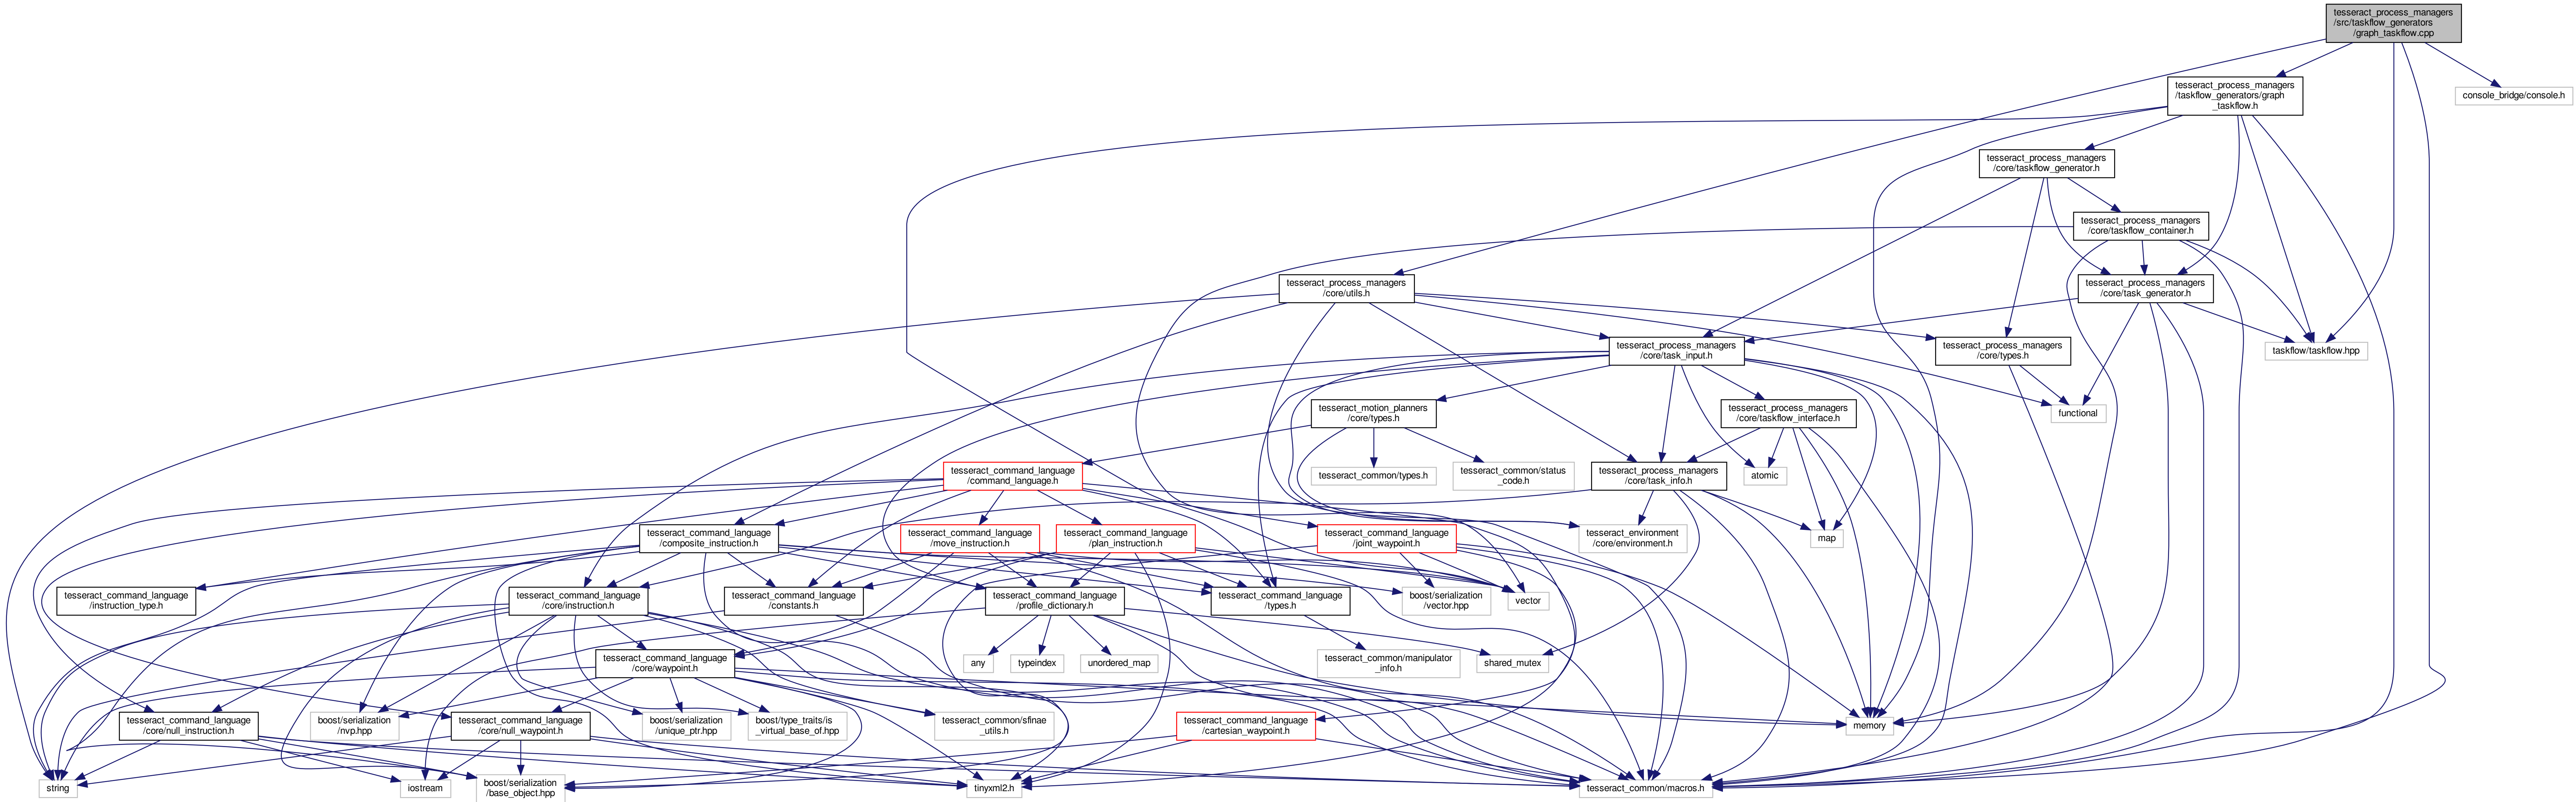 tesseract_process_managers
/src/taskflow_generators
/graph_taskflow.cpp
tesseract_process_managers
/taskflow_generators/graph
_taskflow.h
console_bridge/console.h
tesseract_process_managers
/core/taskflow_generator.h
tesseract_process_managers
/core/taskflow_container.h
tesseract_process_managers
/core/utils.h
tesseract_process_managers
/core/task_generator.h
tesseract_process_managers
/core/task_input.h
tesseract_process_managers
/core/types.h
taskflow/taskflow.hpp
tesseract_motion_planners
/core/types.h
tesseract_process_managers
/core/taskflow_interface.h
functional
tesseract_command_language
/command_language.h
tesseract_common/types.h
tesseract_common/status
_code.h
tesseract_process_managers
/core/task_info.h
atomic
tesseract_command_language
/composite_instruction.h
tesseract_command_language
/move_instruction.h
tesseract_command_language
/plan_instruction.h
tesseract_command_language
/joint_waypoint.h
tesseract_environment
/core/environment.h
map
tesseract_command_language
/instruction_type.h
tesseract_command_language
/core/instruction.h
tesseract_command_language
/constants.h
tesseract_command_language
/profile_dictionary.h
tesseract_command_language
/types.h
boost/serialization
/vector.hpp
vector
tesseract_command_language
/core/waypoint.h
any
typeindex
unordered_map
tesseract_common/manipulator
_info.h
shared_mutex
tesseract_command_language
/core/null_instruction.h
boost/serialization
/nvp.hpp
tesseract_command_language
/core/null_waypoint.h
boost/serialization
/unique_ptr.hpp
boost/type_traits/is
_virtual_base_of.hpp
tesseract_common/sfinae
_utils.h
tesseract_command_language
/cartesian_waypoint.h
memory
string
iostream
boost/serialization
/base_object.hpp
tinyxml2.h
tesseract_common/macros.h